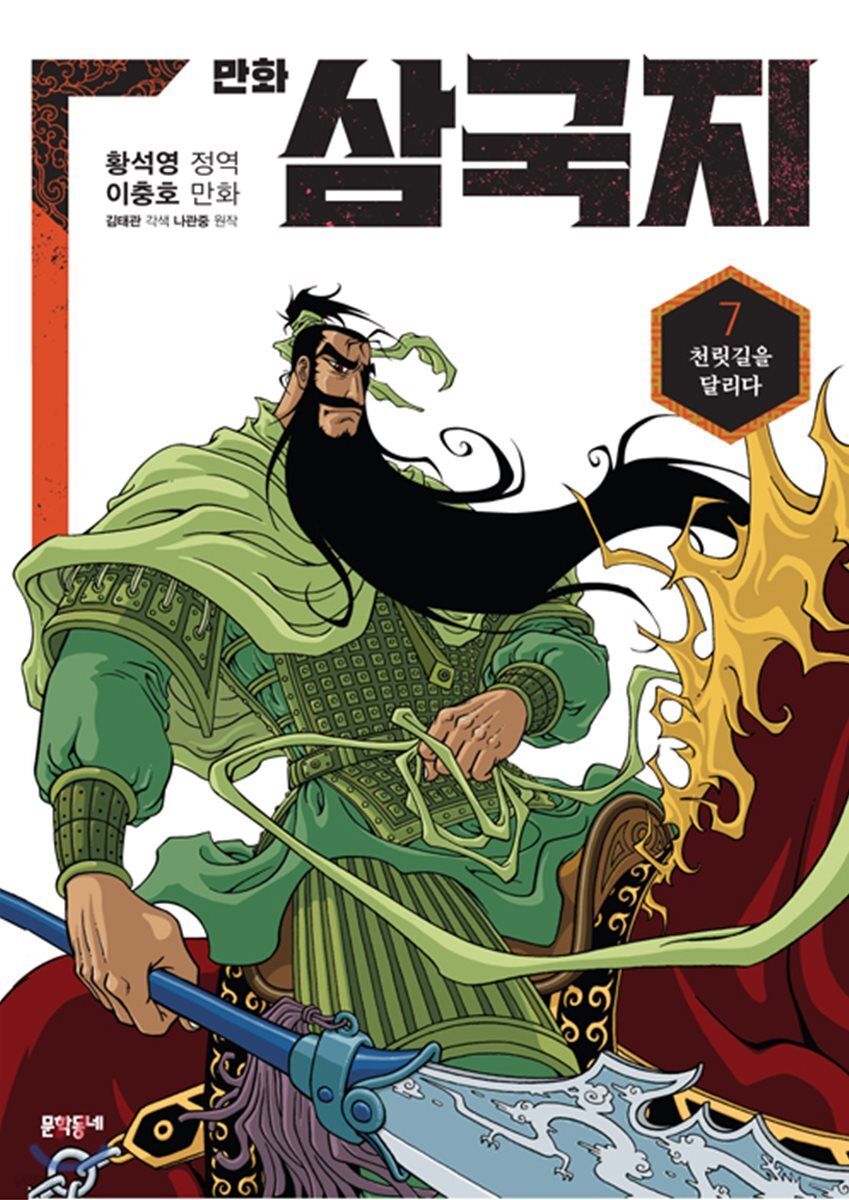 만화
삼국지
황석영 정역
이충호 만화
김태관 각색 나관중 원작
7
천릿길을
달리다
문학동네